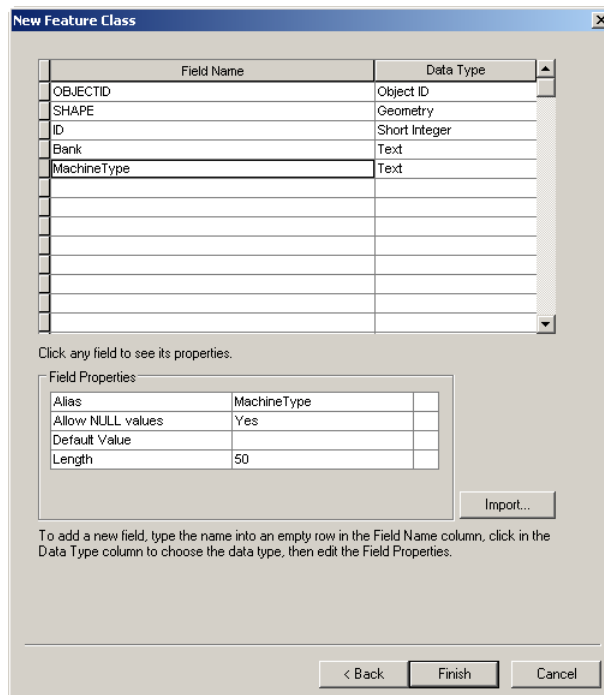 New Feature Class
Field Name Data Type
OBJECTID Object ID
SHAPE Geometry
ID Short Integer
Bank Text
MachineType Text
Click any field to see its properties.
Field Properties
Alias MachineType
Allow NULL values Yes
Default Value
Length 50
Import...
To add a new field, type the name into an empty row in the Field Name column, click in the
Data Type column to choose the data type, then edit the Field Properties.
< Back Finish Cancel